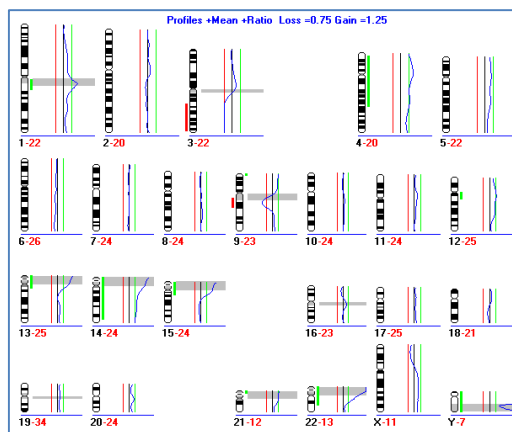 Profiles +Mean +Ratio Loss =0.75 Gain =1.25
1-22 2-20 3-22 4-20 5-22
6-26 7-24 8-24 9-23 10-24 11-24 12-25
13-25 14-24 15-24 16-23 17-25 18-21
19-34 20-24 21-12 22-13 X-11 Y-7